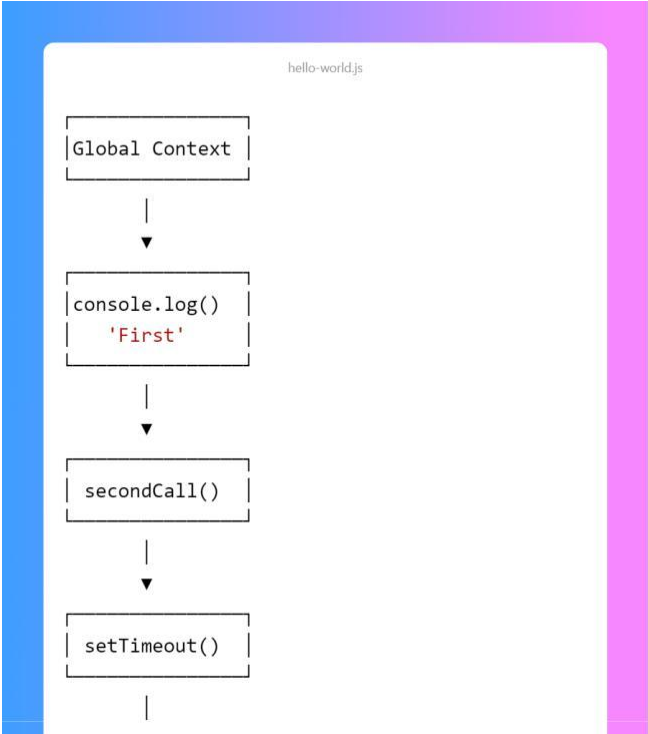 hello-world.js
Global Context
console.log()
'First'
secondCall()
setTimeout()